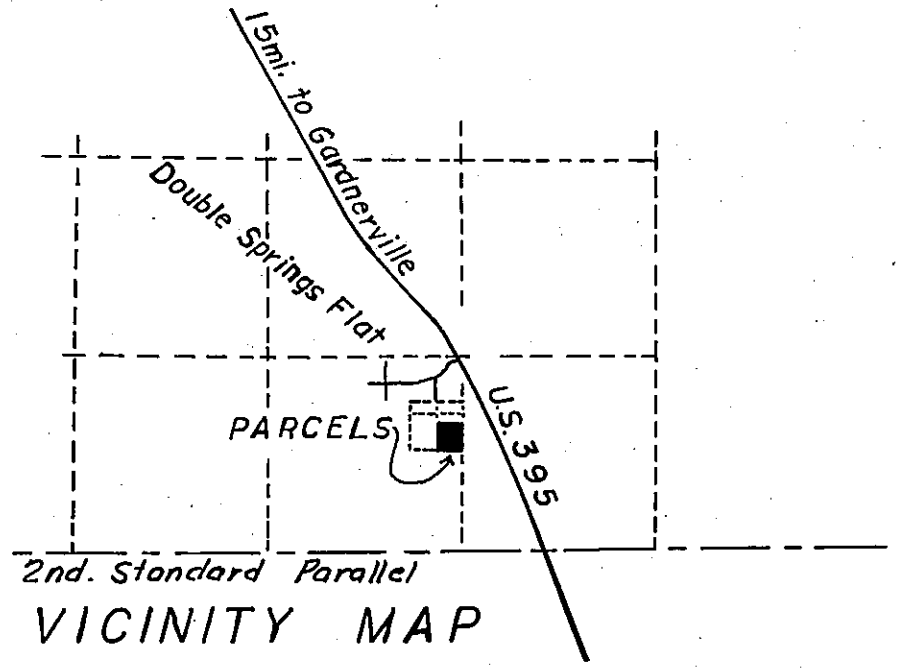 15mi. to Gardnerville
Double Springs Flat
PARCELS
U.S. 395
2nd. Standard Parallel
VICINITY MAP